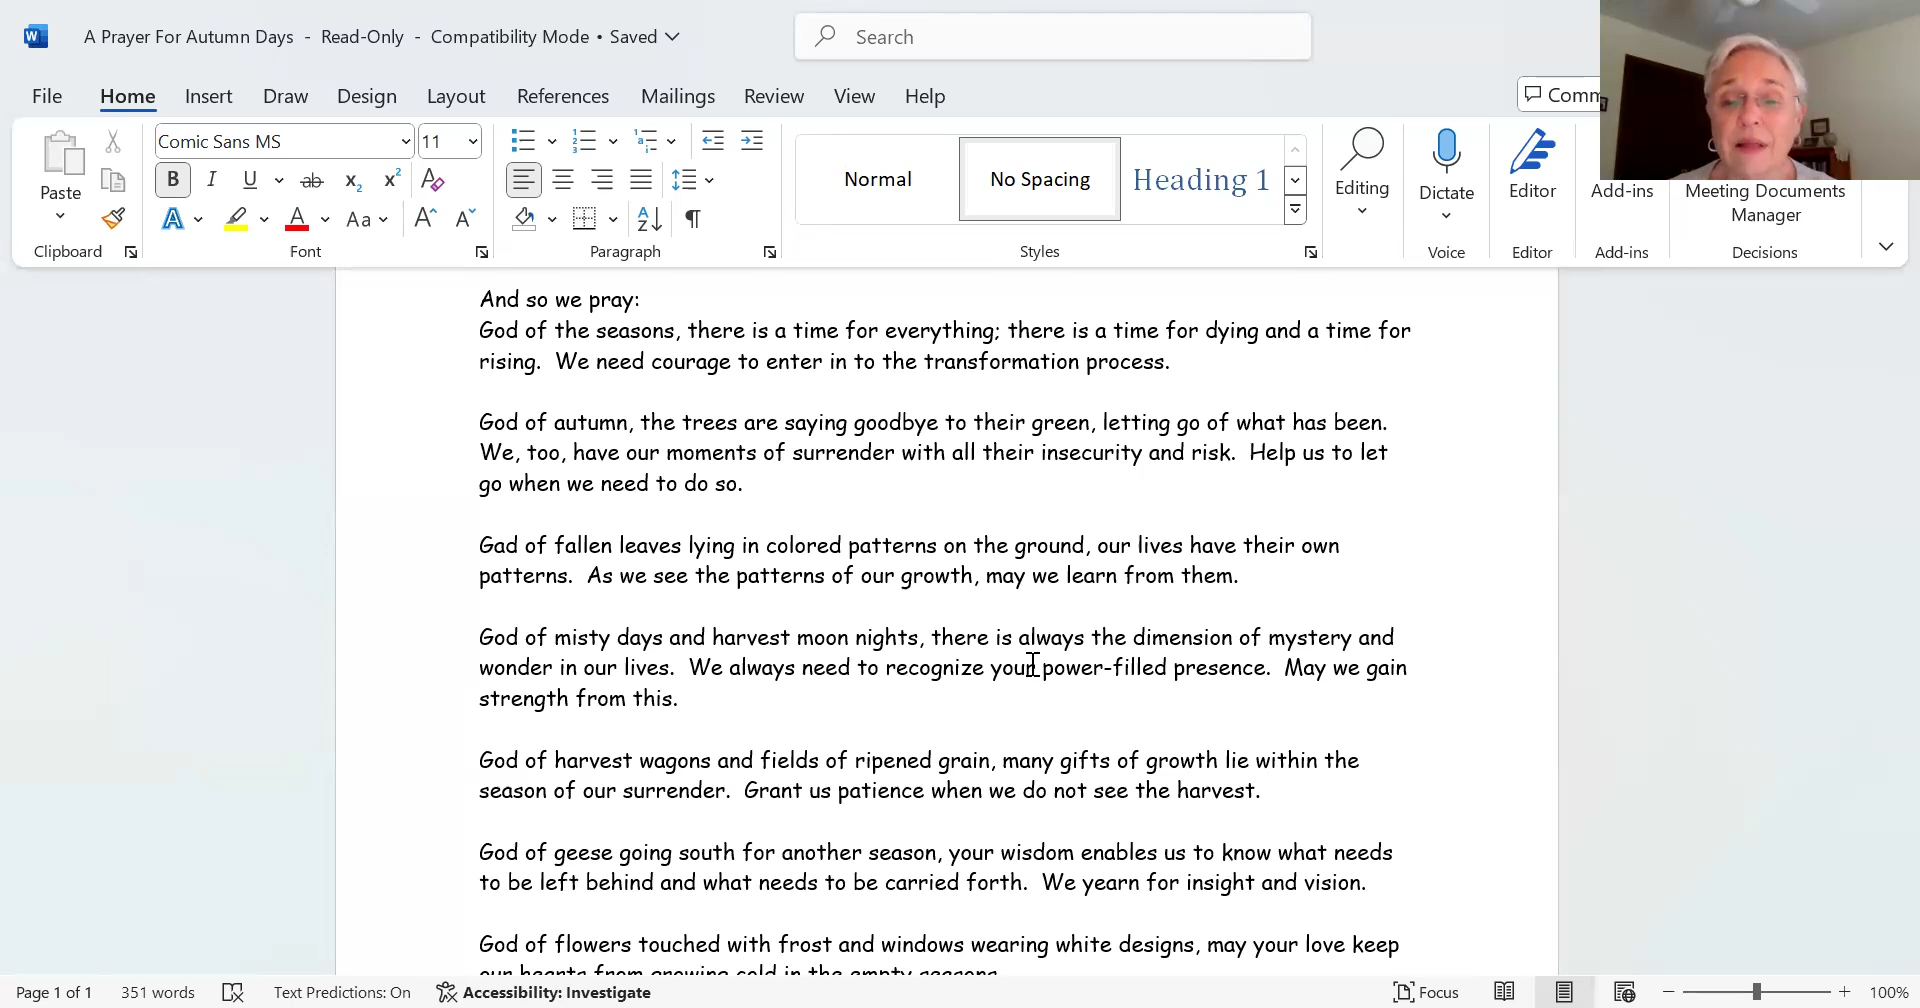 A Prayer For Autumn Days - Read-Only - Compatibility Mode • Saved
Search
File Home Insert Draw Design Layout References Mailings Review View Help
Comm
Paste
Clipboard
Comic Sans MS 11
B I U ab x2 x2
A A Aa A A
Font
Paragraph
Normal
No Spacing
Heading 1
Styles
Editing
Dictate
Voice
Editor
Editor
Add-ins
Add-ins
Meeting Documents
Manager
Decisions
And so we pray:
God of the seasons, there is a time for everything; there is a time for dying and a time for
rising. We need courage to enter in to the transformation process.
God of autumn, the trees are saying goodbye to their green, letting go of what has been.
We, too, have our moments of surrender with all their insecurity and risk. Help us to let
go when we need to do so.
Gad of fallen leaves lying in colored patterns on the ground, our lives have their own
patterns. As we see the patterns of our growth, may we learn from them.
God of misty days and harvest moon nights, there is always the dimension of mystery and
wonder in our lives. We always need to recognize your power-filled presence. May we gain
strength from this.
God of harvest wagons and fields of ripened grain, many gifts of growth lie within the
season of our surrender. Grant us patience when we do not see the harvest.
God of geese going south for another season, your wisdom enables us to know what needs
to be left behind and what needs to be carried forth. We yearn for insight and vision.
God of flowers touched with frost and windows wearing white designs, may your love keep
our hearts from growing cold in the empty seasons
Page 1 of 1 351 words Text Predictions: On Accessibility: Investigate Focus 100%